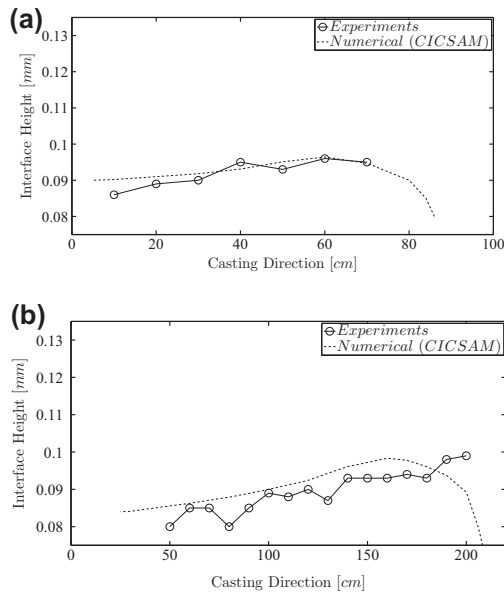 (a)
Experiments
Numerical (CICSAM)
0.13
0.12
0.11
0.1
0.09
0.08
Interface Height [mm]
0 20 40 60 80 100
Casting Direction [cm]
(b)
Experiments
Numerical (CICSAM)
0.13
0.12
0.11
0.1
0.09
0.08
Interface Height [mm]
0 50 100 150 200
Casting Direction [cm]